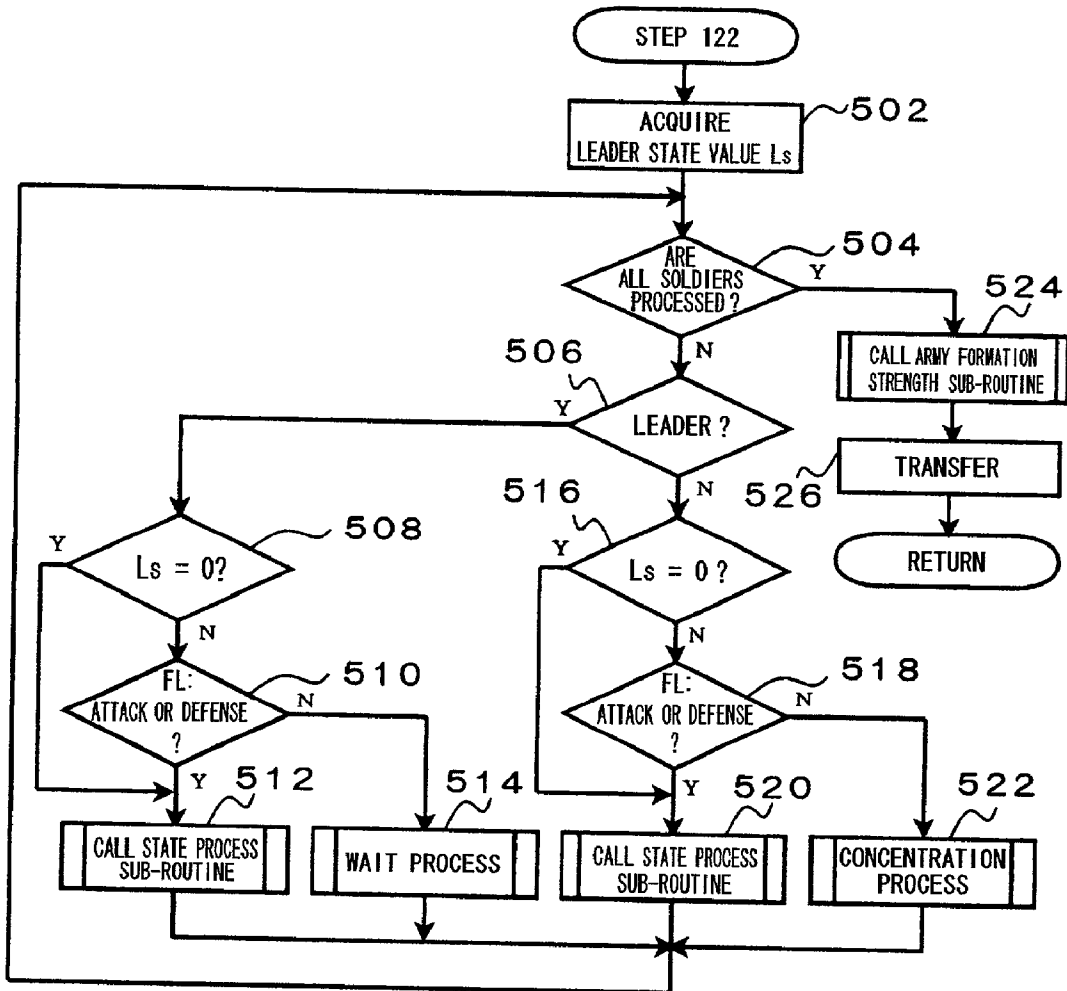 STEP 122
502
ACQUIRE
LEADER STATE VALUE Ls
504
ARE
ALL SOLDIERS
PROCESSED ?
Y
N
524
CALL ARMY FORMATION
STRENGTH SUB-ROUTINE
506
Y
LEADER ?
N
526
TRANSFER
RETURN
508
Y
Ls = 0?
N
516
Y
Ls = 0 ?
N
510
FL:
ATTACK OR DEFENSE
?
N
Y
518
FL:
ATTACK OR DEFENSE
?
N
Y
512
CALL STATE PROCESS
SUB-ROUTINE
514
WAIT PROCESS
520
CALL STATE PROCESS
SUB-ROUTINE
522
CONCENTRATION
PROCESS